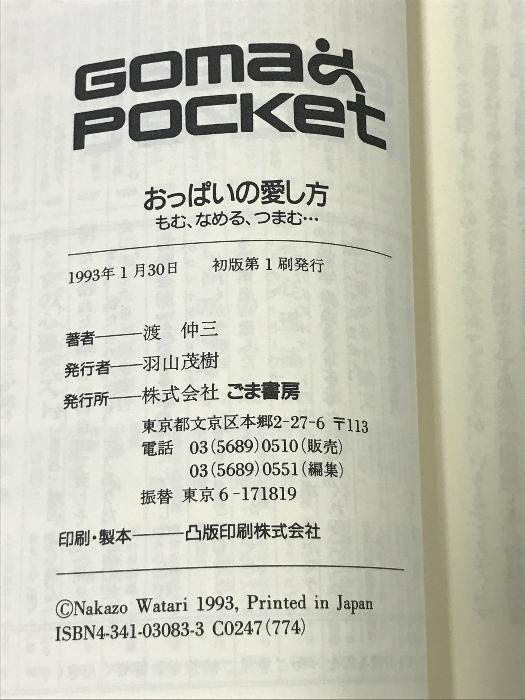 GOMA
POCKET
おっぱいの愛し方
もむ、なめる、つまむ…
1993年1月30日 初版第1刷発行
著者――渡 仲三
発行者――羽山茂樹
発行所――株式会社 ごま書房
東京都文京区本郷2-27-6 〒113
電話 03(5689)0510(販売)
03(5689)0551(編集)
振替 東京6-171819
印刷・製本――凸版印刷株式会社
©Nakazo Watari 1993, Printed in Japan
ISBN4-341-03083-3 C0247(774)